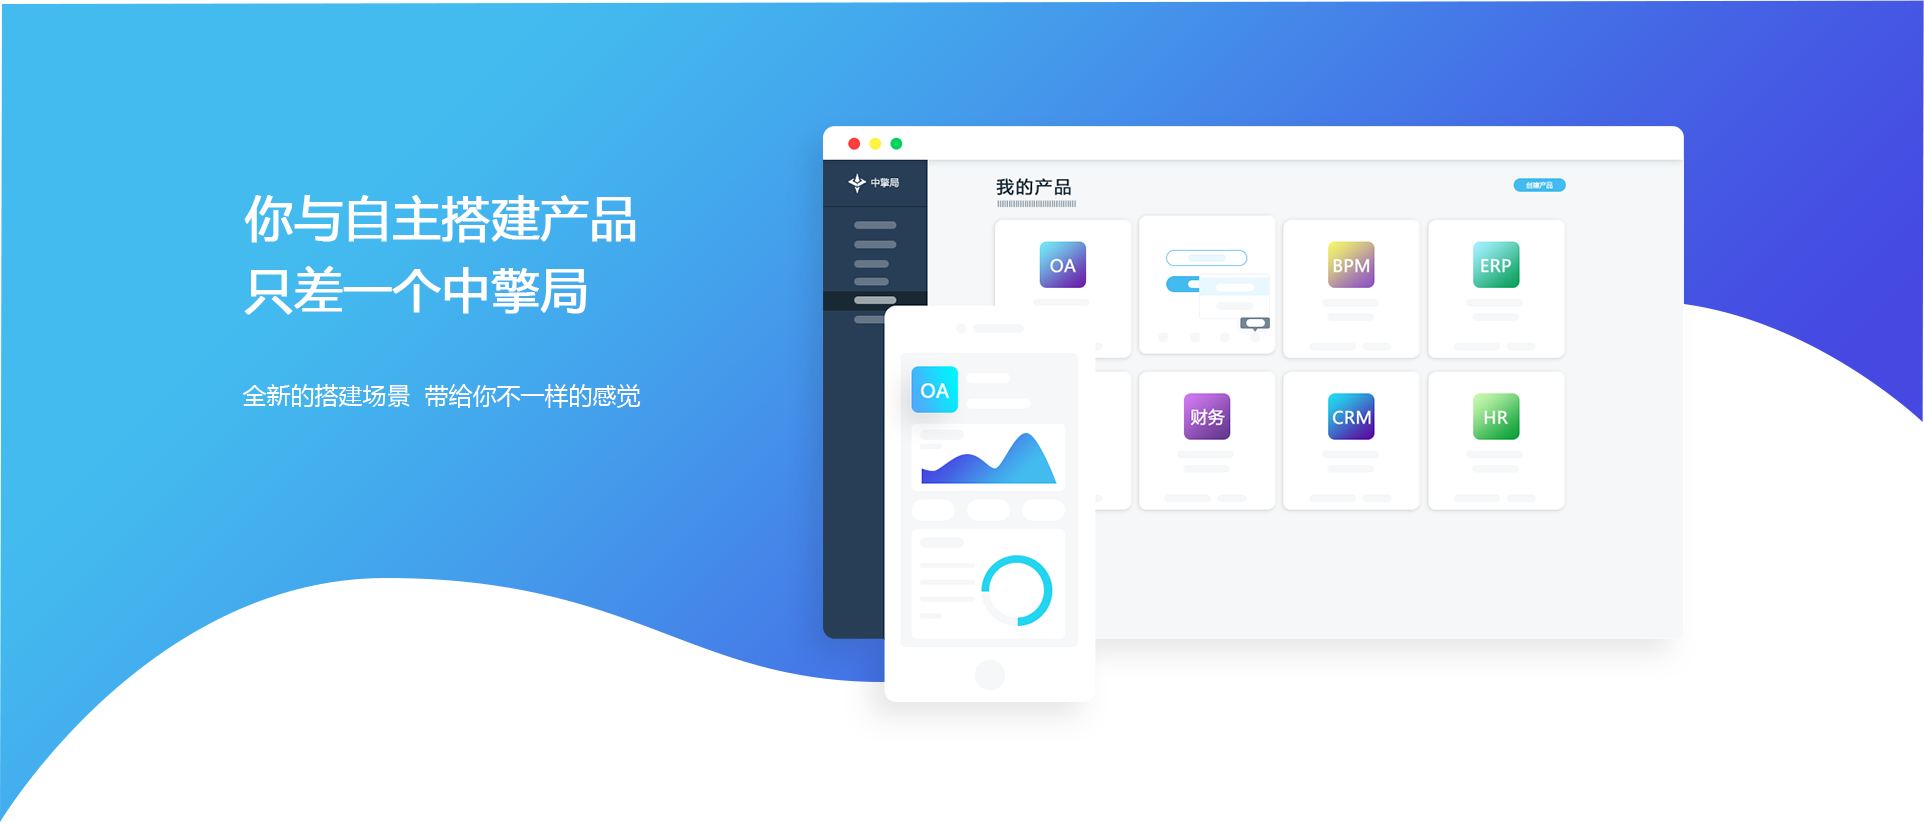 你与自主搭建产品
只差一个中擎局
全新的搭建场景 带给你不一样的感觉
中擎局
我的产品
创建产品
OA
BPM
ERP
OA
财务
CRM
HR